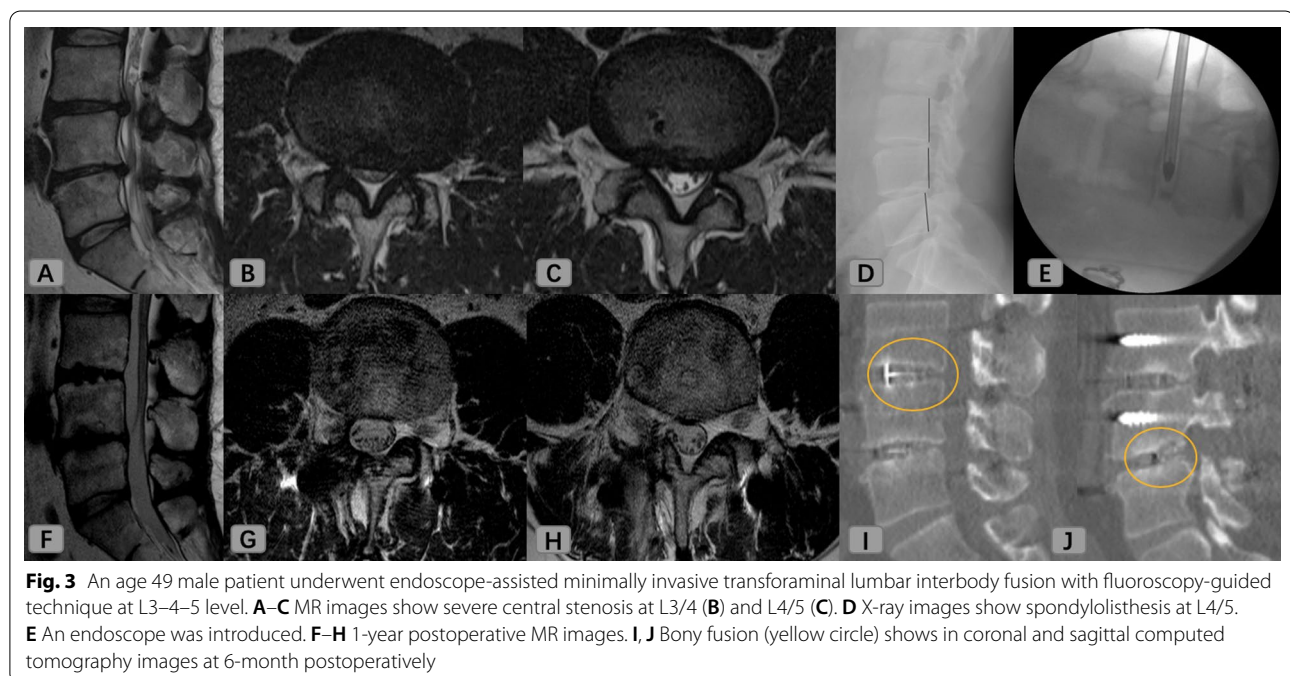 A
B
C
D
E
F
G
H
I
J
Fig. 3 An age 49 male patient underwent endoscope-assisted minimally invasive transforaminal lumbar interbody fusion with fluoroscopy-guided
technique at L3–4–5 level. A–C MR images show severe central stenosis at L3/4 (B) and L4/5 (C). D X-ray images show spondylolisthesis at L4/5.
E An endoscope was introduced. F–H 1-year postoperative MR images. I, J Bony fusion (yellow circle) shows in coronal and sagittal computed
tomography images at 6-month postoperatively